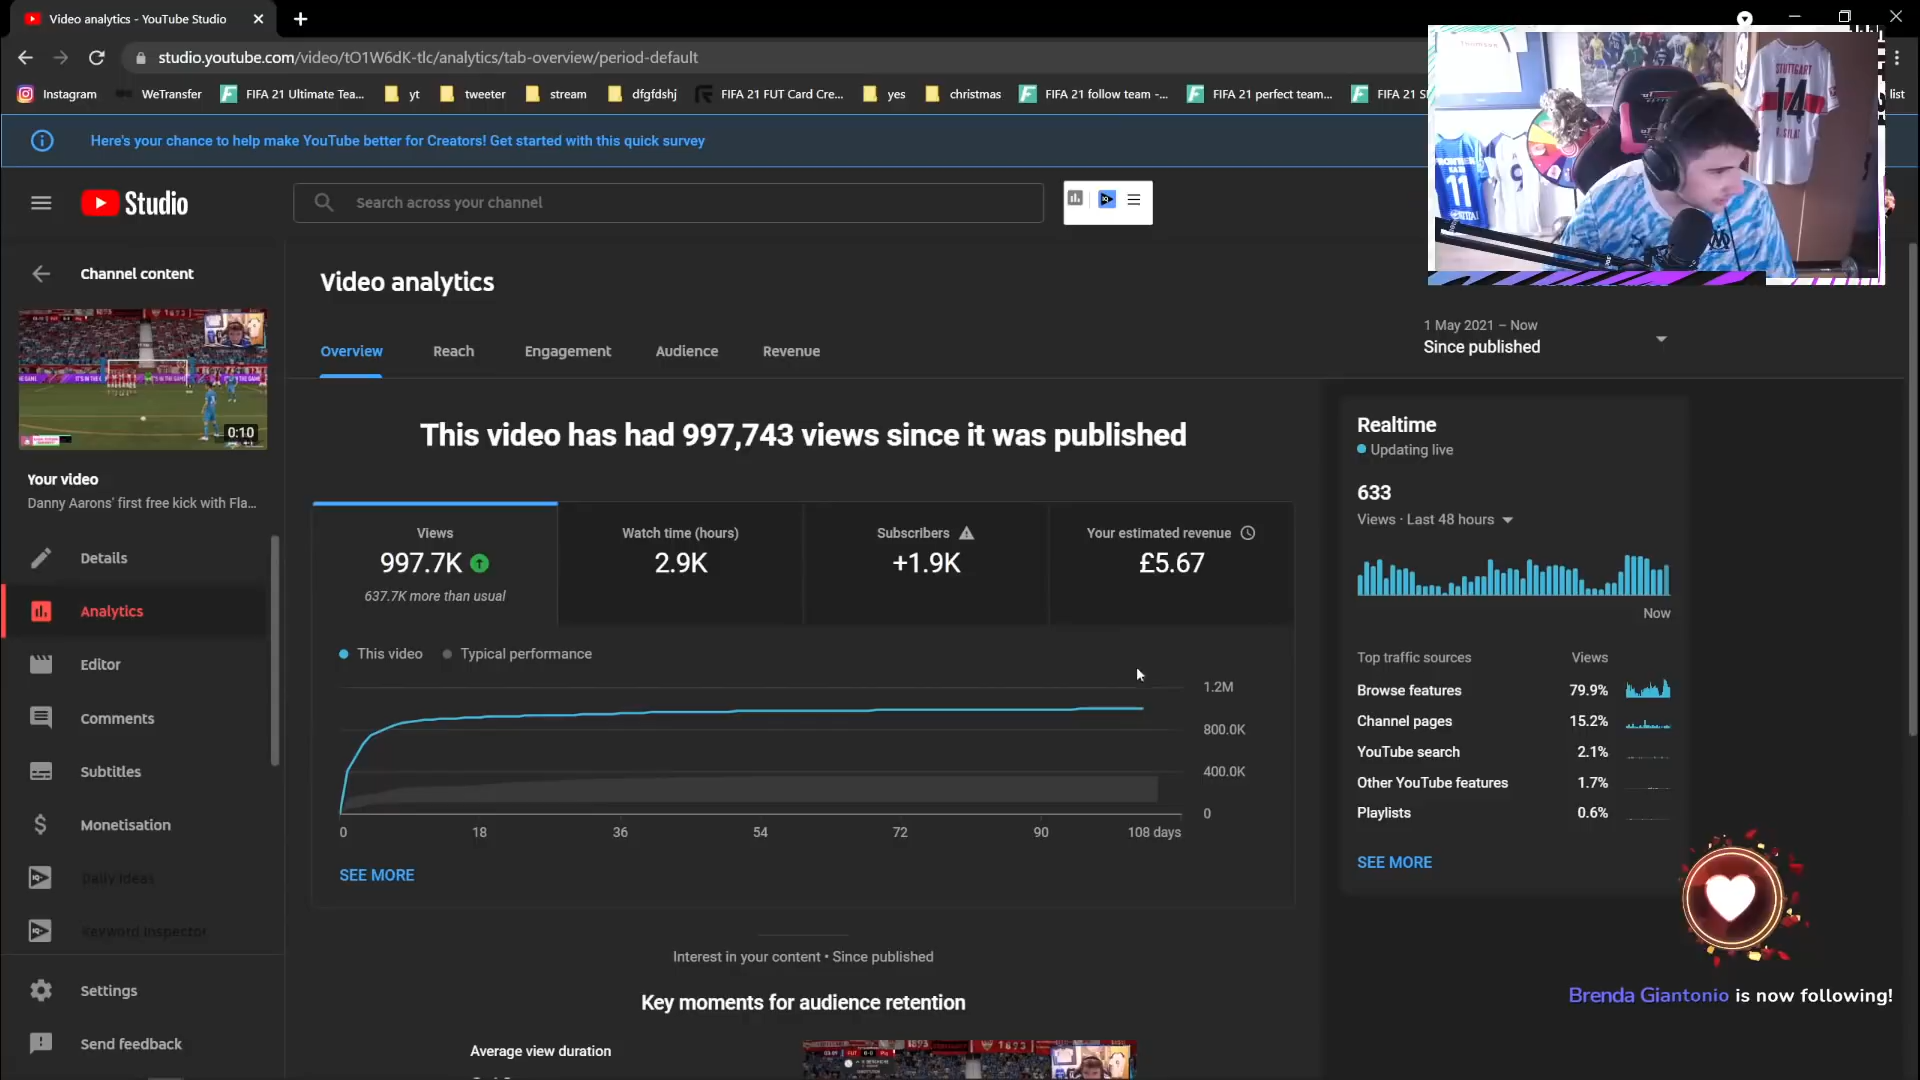 Video analytics - YouTube Studio
studio.youtube.com/video/tO1W6dK-tlc/analytics/tab-overview/period-default
Instagram
WeTransfer
FIFA 21 Ultimate Tea...
yt
tweeter
stream
dfgfdshj
FIFA 21 FUT Card Cre...
yes
christmas
FIFA 21 follow team -...
FIFA 21 perfect team...
list
Here's your chance to help make YouTube better for Creators! Get started with this quick survey
Studio
Search across your channel
STUTTGART
14
11
9
Channel content
0:10
Your video
Danny Aarons' first free kick with Fla...
Details
Analytics
Editor
Comments
Subtitles
Monetisation
Daily Ideas
Keyword Inspector
Settings
Send feedback
Video analytics
Overview
Reach
Engagement
Audience
Revenue
1 May 2021 – Now
Since published
This video has had 997,743 views since it was published
Views
997.7K
637.7K more than usual
Watch time (hours)
2.9K
Subscribers
+1.9K
Your estimated revenue
£5.67
This video
Typical performance
1.2M
800.0K
400.0K
0
0
18
36
54
72
90
108 days
SEE MORE
Interest in your content • Since published
Key moments for audience retention
Average view duration
Realtime
Updating live
633
Views · Last 48 hours
Now
Top traffic sources
Views
Browse features
79.9%
Channel pages
15.2%
YouTube search
2.1%
Other YouTube features
1.7%
Playlists
0.6%
SEE MORE
Brenda Giantonio is now following!